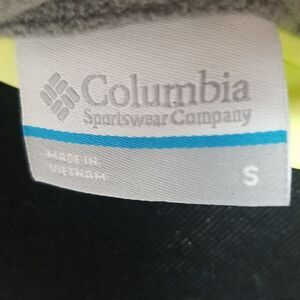 Columbia
Sportswear Company
MADE IN
VIETNAM
S